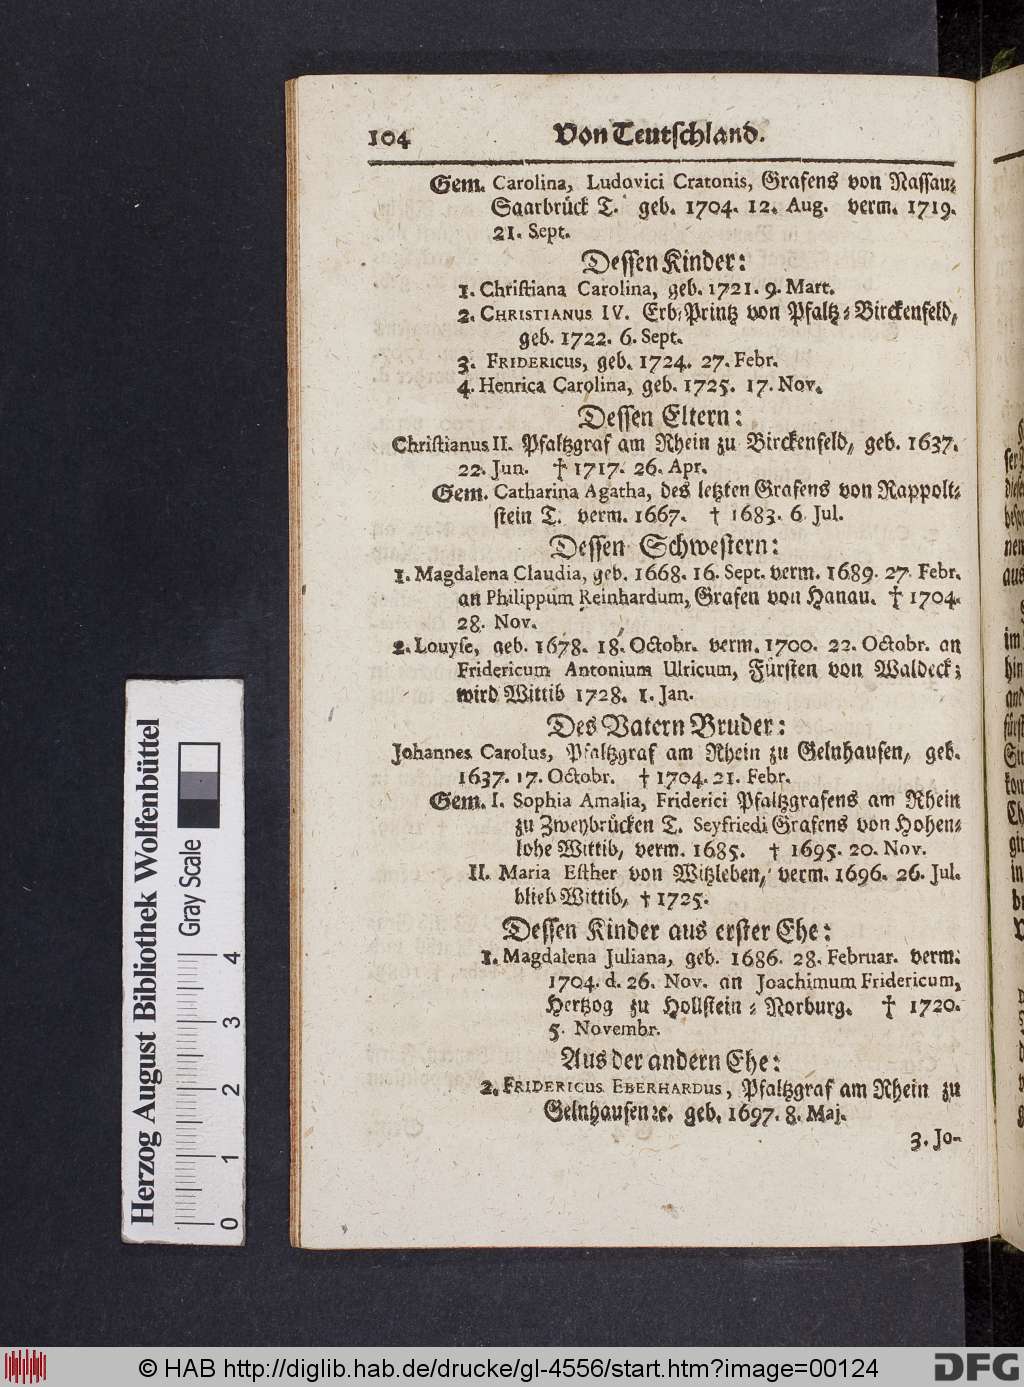 104 Von Teutschland.
Gem. Carolina, Ludovici Cratonis, Grafens von Nassau-
Saarbrück T. geb. 1704. 12. Aug. verm. 1719.
21. Sept.
Dessen Kinder:
1. Christiana Carolina, geb. 1721. 9. Mart.
2. CHRISTIANUS IV. Erb-Printz von Pfaltz-Birckenfeld,
geb. 1722. 6. Sept.
3. FRIDERICUS, geb. 1724. 27. Febr.
4. Henrica Carolina, geb. 1725. 17. Nov.
Dessen Eltern:
Christianus II. Pfaltzgraf am Rhein zu Birckenfeld, geb. 1637.
22. Jun. † 1717. 26. Apr.
Gem. Catharina Agatha, des letzten Grafens von Rappolt-
stein T. verm. 1667. † 1683. 6. Jul.
Dessen Schwestern:
1. Magdalena Claudia, geb. 1668. 16. Sept. verm. 1689. 27. Febr.
an Philippum Reinhardum, Grafen von Hanau. † 1704.
28. Nov.
2. Louyse, geb. 1678. 18. Octobr. verm. 1700. 22. Octobr. an
Fridericum Antonium Ulricum, Fürsten von Waldeck;
wird Wittib 1728. 1. Jan.
Des Vatern Bruder:
Johannes Carolus, Pfaltzgraf am Rhein zu Gelnhausen, geb.
1637. 17. Octobr. † 1704. 21. Febr.
Gem. I. Sophia Amalia, Friderici Pfaltzgrafens am Rhein
zu Zweybrücken T. Seyfriedi Grafens von Hohen-
lohe Wittib, verm. 1685. † 1695. 20. Nov.
II. Maria Esther von Witzleben, verm. 1696. 26. Jul.
blieb Wittib, † 1725.
Dessen Kinder aus erster Ehe:
1. Magdalena Juliana, geb. 1686. 28. Februar. verm.
1704. d. 26. Nov. an Joachimum Fridericum,
Hertzog zu Hollstein-Norburg. † 1720.
5. Novembr.
Aus der andern Ehe:
2. FRIDERICUS EBERHARDUS, Pfaltzgraf am Rhein zu
Gelnhausen ꝛc. geb. 1697. 8. Maj.
3. Jo-
Herzog August Bibliothek Wolfenbüttel
Gray Scale
0 1 2 3 4
© HAB http://diglib.hab.de/drucke/gl-4556/start.htm?image=00124
DFG